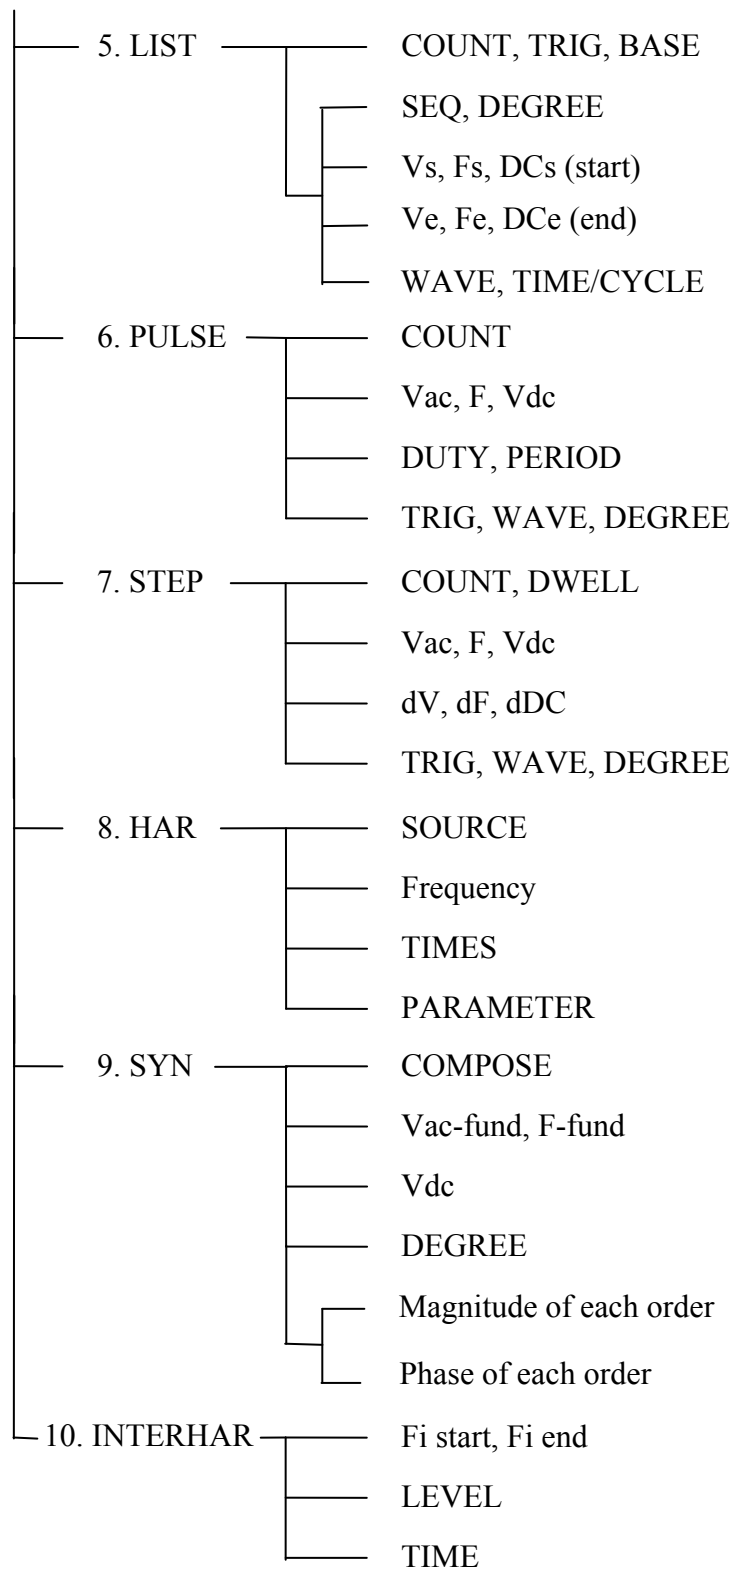 5. LIST COUNT, TRIG, BASE
SEQ, DEGREE
Vs, Fs, DCs (start)
Ve, Fe, DCe (end)
WAVE, TIME/CYCLE
6. PULSE COUNT
Vac, F, Vdc
DUTY, PERIOD
TRIG, WAVE, DEGREE
7. STEP COUNT, DWELL
Vac, F, Vdc
dV, dF, dDC
TRIG, WAVE, DEGREE
8. HAR SOURCE
Frequency
TIMES
PARAMETER
9. SYN COMPOSE
Vac-fund, F-fund
Vdc
DEGREE
Magnitude of each order
Phase of each order
10. INTERHAR Fi start, Fi end
LEVEL
TIME